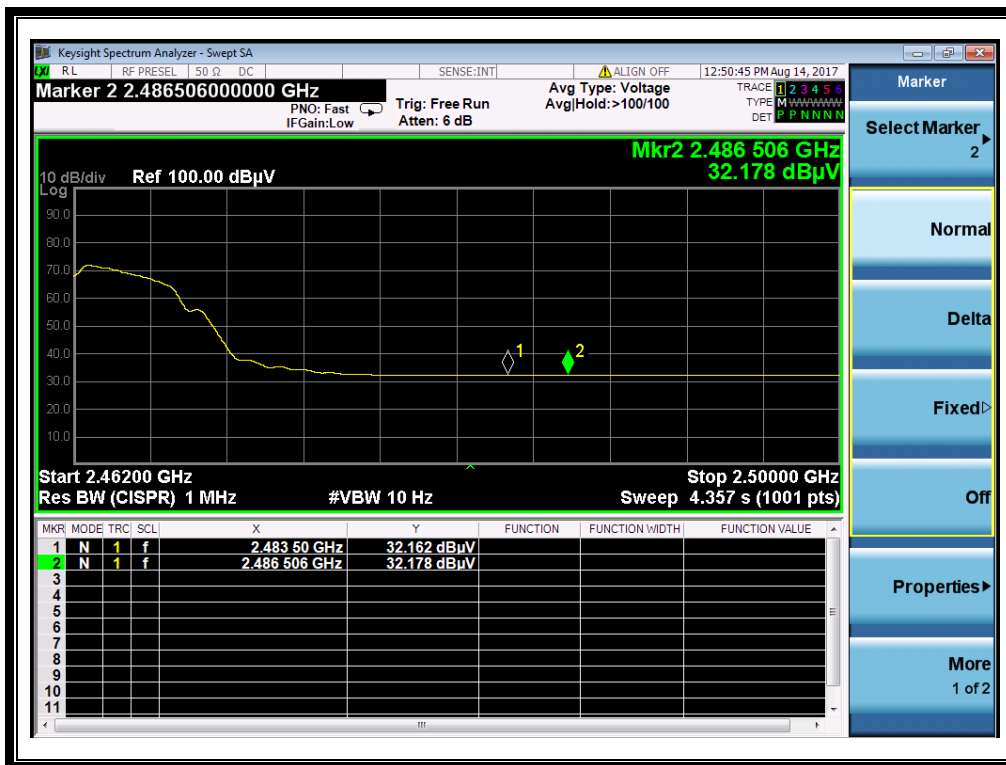 Keysight Spectrum Analyzer - Swept SA
LXI RL RF PRESEL 50 Ω DC SENSE:INT ALIGN OFF 12:50:45 PM Aug 14, 2017
Marker 2 2.486506000000 GHz
PNO: Fast
IFGain:Low
Trig: Free Run
Atten: 6 dB
Avg Type: Voltage
Avg|Hold:>100/100
TRACE 1 2 3 4 5 6
TYPE M WWWWW
DET P P N N N N
Mkr2 2.486 506 GHz
32.178 dBµV
10 dB/div Ref 100.00 dBµV
Log
90.0
80.0
70.0
60.0
50.0
40.0
30.0
20.0
10.0
1
2
Start 2.46200 GHz Stop 2.50000 GHz
Res BW (CISPR) 1 MHz #VBW 10 Hz Sweep 4.357 s (1001 pts)
MKR MODE TRC SCL X Y FUNCTION FUNCTION WIDTH FUNCTION VALUE
1 N 1 f 2.483 50 GHz 32.162 dBµV
2 N 1 f 2.486 506 GHz 32.178 dBµV
3
4
5
6
7
8
9
10
11
Marker
Select Marker
2
Normal
Delta
Fixed
Off
Properties
More
1 of 2